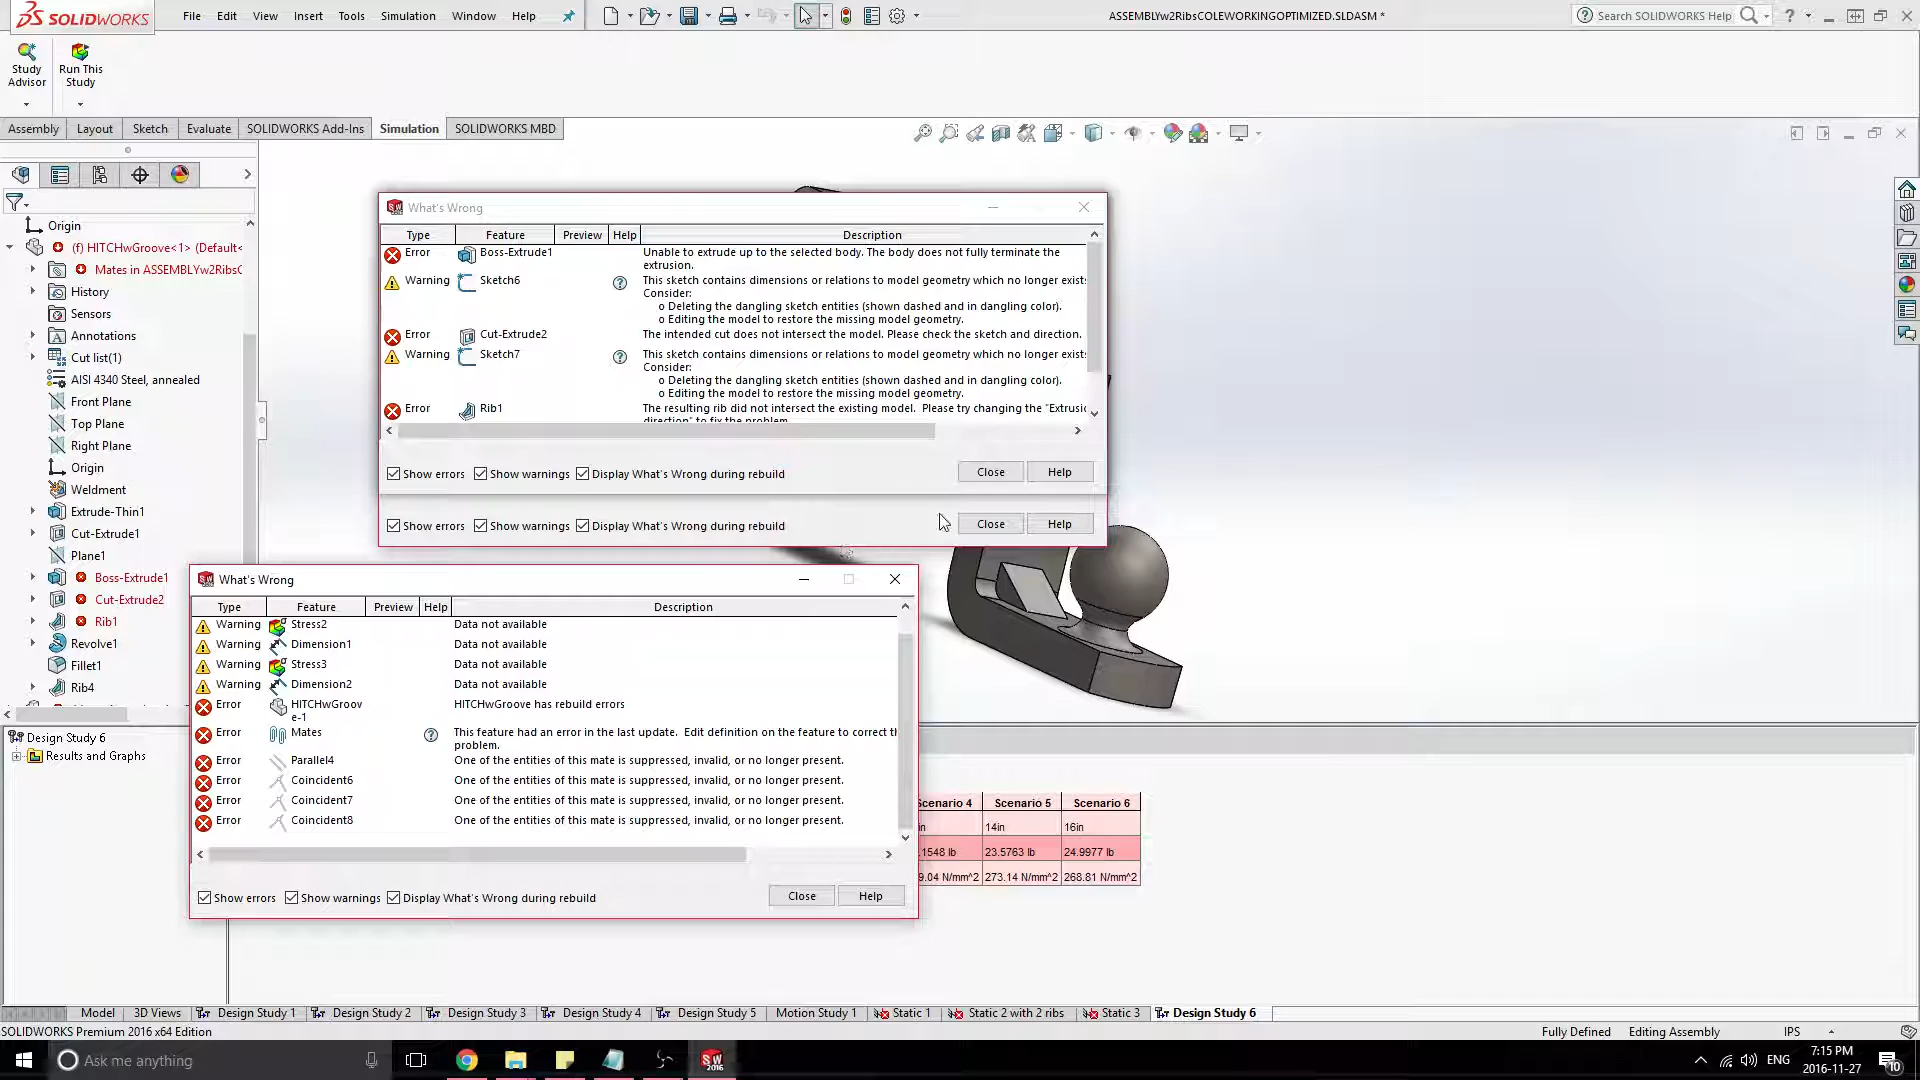 SOLIDWORKS
File Edit View Insert Tools Simulation Window Help
ASSEMBLYw2RibsCOLEWORKINGOPTIMIZED.SLDASM *
Search SOLIDWORKS Help
Study Advisor
Run This Study
Assembly Layout Sketch Evaluate SOLIDWORKS Add-Ins Simulation SOLIDWORKS MBD
Origin
(f) HITCHwGroove<1> (Default<
Mates in ASSEMBLYw2RibsC
History
Sensors
Annotations
Cut list(1)
AISI 4340 Steel, annealed
Front Plane
Top Plane
Right Plane
Origin
Weldment
Extrude-Thin1
Cut-Extrude1
Plane1
Boss-Extrude1
Cut-Extrude2
Rib1
Revolve1
Fillet1
Rib4
What's Wrong
Type Feature Preview Help Description
Error Boss-Extrude1 Unable to extrude up to the selected body. The body does not fully terminate the
extrusion.
Warning Sketch6 This sketch contains dimensions or relations to model geometry which no longer exist
Consider:
o Deleting the dangling sketch entities (shown dashed and in dangling color).
o Editing the model to restore the missing model geometry.
Error Cut-Extrude2 The intended cut does not intersect the model. Please check the sketch and direction.
Warning Sketch7 This sketch contains dimensions or relations to model geometry which no longer exist
Consider:
o Deleting the dangling sketch entities (shown dashed and in dangling color).
o Editing the model to restore the missing model geometry.
Error Rib1 The resulting rib did not intersect the existing model. Please try changing the "Extrusi
direction" to fix the problem.
Show errors Show warnings Display What's Wrong during rebuild Close Help
Show errors Show warnings Display What's Wrong during rebuild Close Help
What's Wrong
Type Feature Preview Help Description
Warning Stress2 Data not available
Warning Dimension1 Data not available
Warning Stress3 Data not available
Warning Dimension2 Data not available
Error HITCHwGroov HITCHwGroove has rebuild errors
e-1
Error Mates This feature had an error in the last update. Edit definition on the feature to correct th
problem.
Error Parallel4 One of the entities of this mate is suppressed, invalid, or no longer present.
Error Coincident6 One of the entities of this mate is suppressed, invalid, or no longer present.
Error Coincident7 One of the entities of this mate is suppressed, invalid, or no longer present.
Error Coincident8 One of the entities of this mate is suppressed, invalid, or no longer present.
Show errors Show warnings Display What's Wrong during rebuild Close Help
Design Study 6
Results and Graphs
Scenario 4 Scenario 5 Scenario 6
in 14in 16in
.1548 lb 23.5763 lb 24.9977 lb
9.04 N/mm^2 273.14 N/mm^2 268.81 N/mm^2
Model 3D Views Design Study 1 Design Study 2 Design Study 3 Design Study 4 Design Study 5 Motion Study 1 Static 1 Static 2 with 2 ribs Static 3 Design Study 6
SOLIDWORKS Premium 2016 x64 Edition Fully Defined Editing Assembly IPS
Ask me anything
SW 2016
ENG
7:15 PM
2016-11-27
10